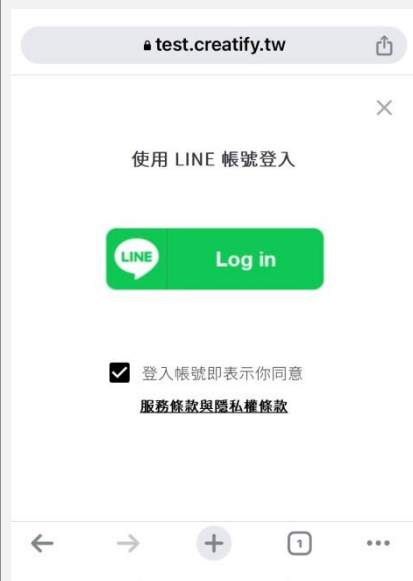 test.creatify.tw
使用 LINE 帳號登入
LINE Log in
登入帳號即表示你同意
服務條款與隱私權條款
1